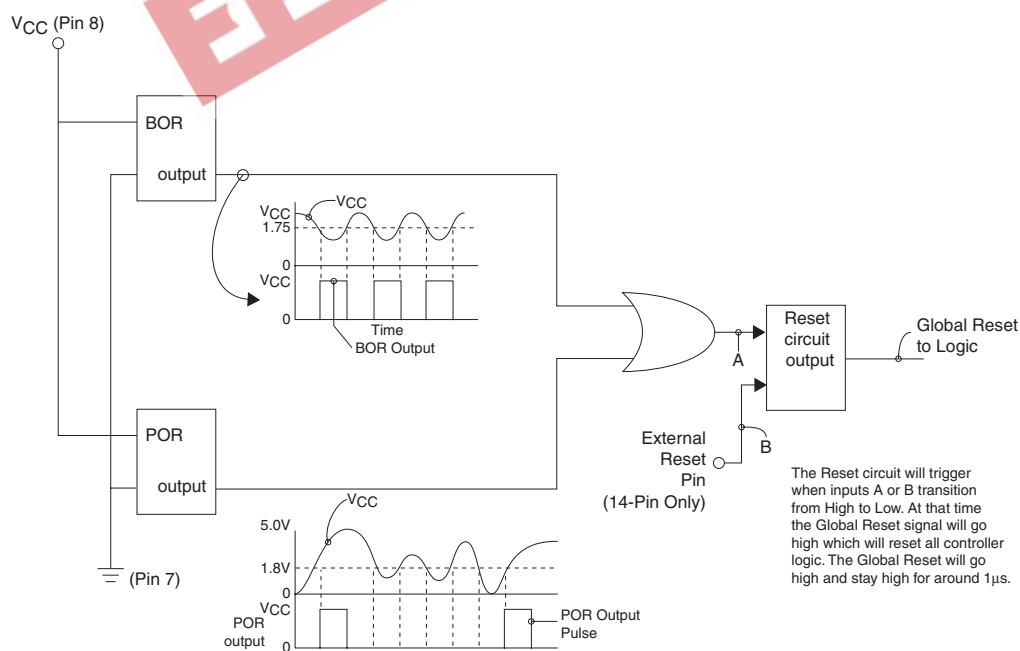 VCC (Pin 8)
BOR
output
VCC
VCC
1.75
0
VCC
0
Time
BOR Output
Reset
circuit
output
Global Reset
to Logic
A
B
External
Reset
Pin
(14-Pin Only)
POR
output
(Pin 7)
VCC
5.0V
1.8V
0
VCC
POR
output
0
POR Output
Pulse
The Reset circuit will trigger
when inputs A or B transition
from High to Low. At that time
the Global Reset signal will go
high which will reset all controller
logic. The Global Reset will go
high and stay high for around 1µs.